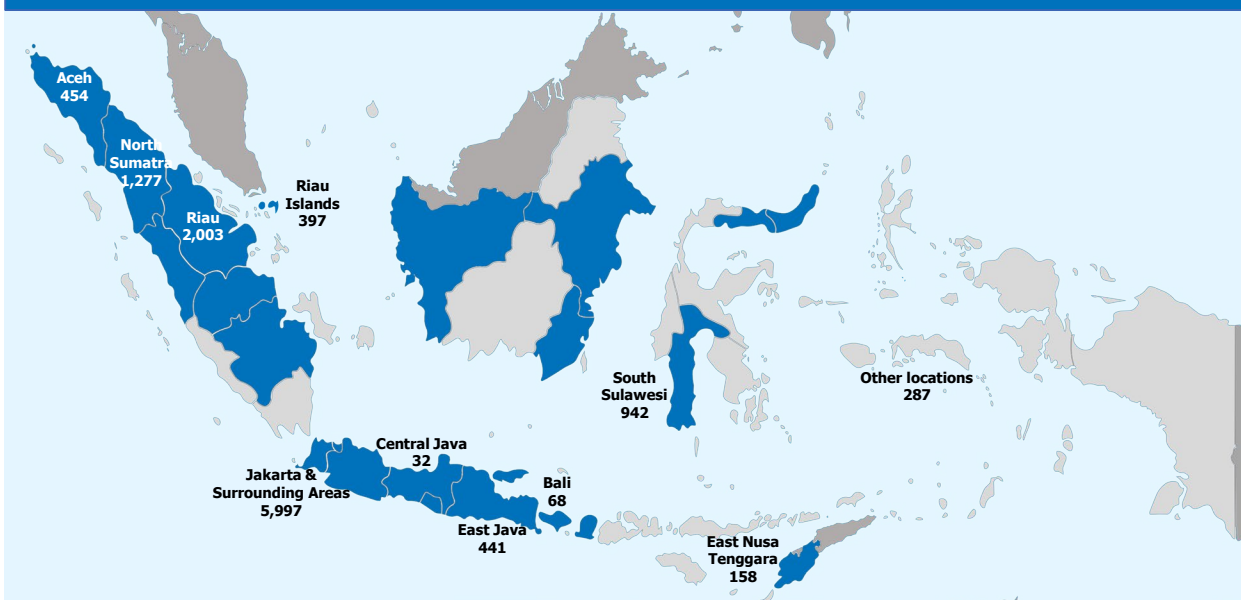 Aceh
454
North
Sumatra
1,277
Riau
Islands
397
Riau
2,003
South
Sulawesi
942
Other locations
287
Central Java
32
Jakarta &
Surrounding Areas
5,997
Bali
68
East Java
441
East Nusa
Tenggara
158